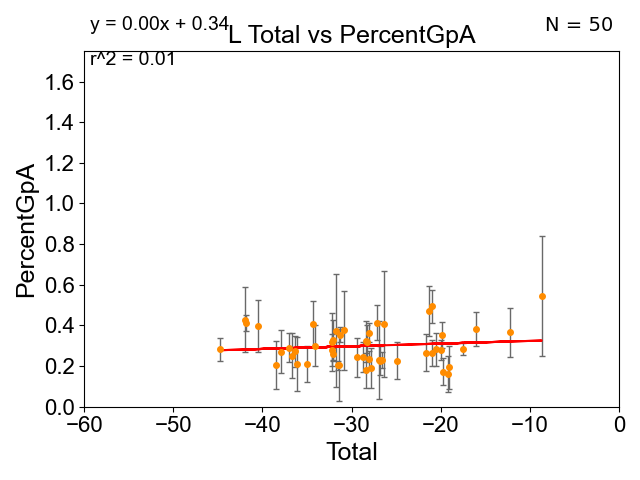 y = 0.00x + 0.34
L Total vs PercentGpA
N = 50
r^2 = 0.01
PercentGpA
1.6
1.4
1.2
1.0
0.8
0.6
0.4
0.2
0.0
−60 −50 −40 −30 −20 −10 0
Total